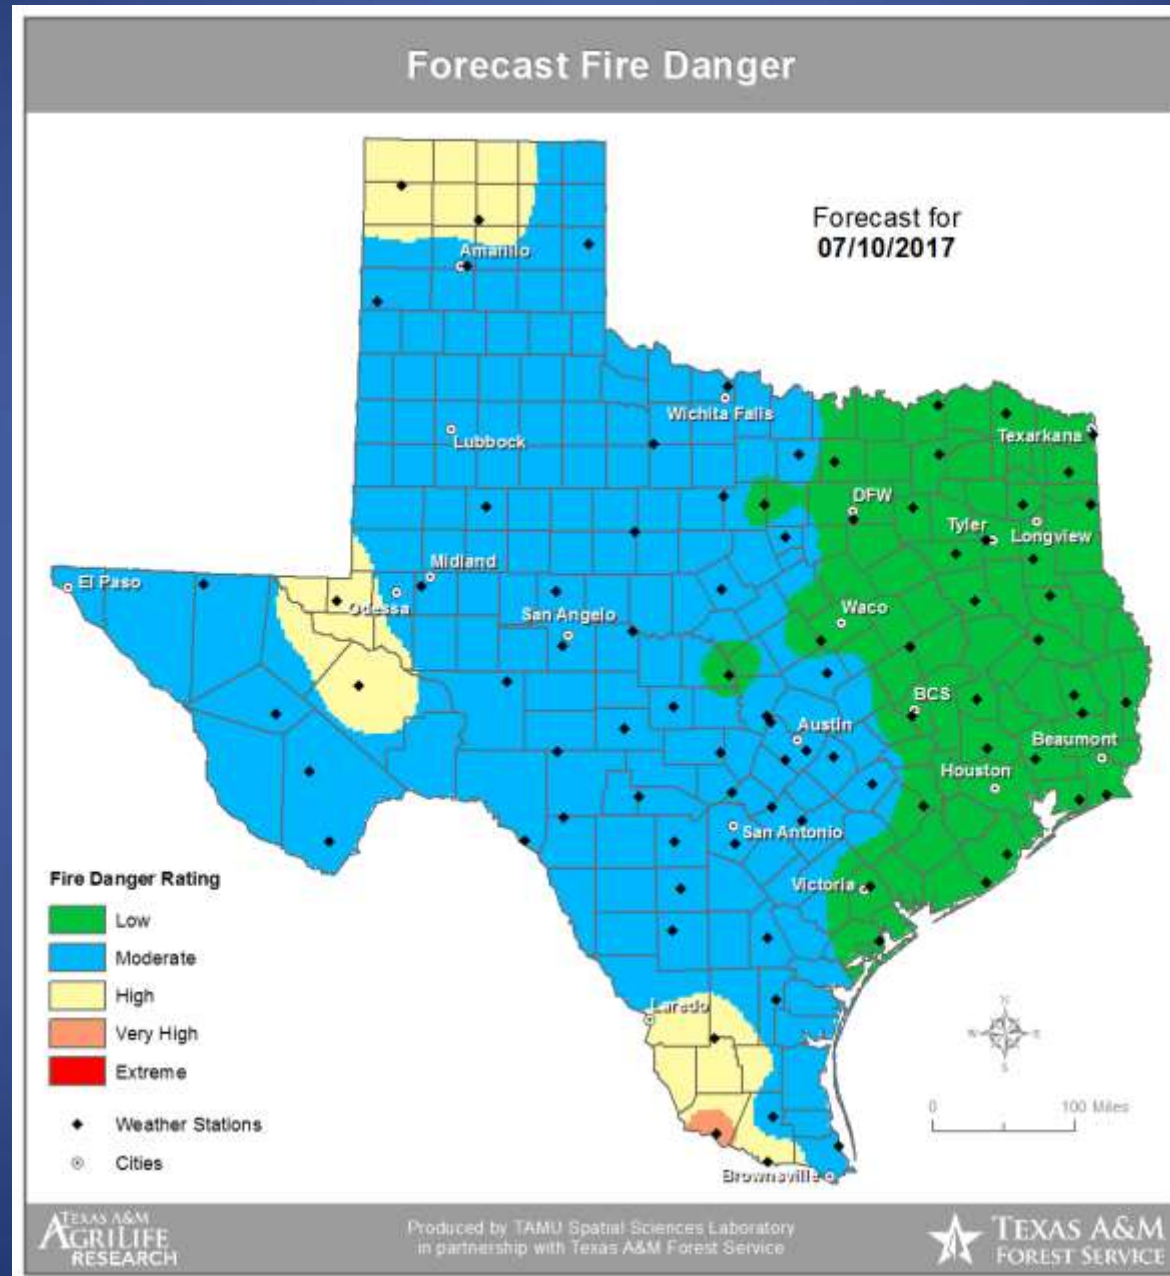 Forecast Fire Danger
Forecast for
07/10/2017
Amarillo
Wichita Falls
Lubbock
Texarkana
DFW
Tyler
Longview
Midland
El Paso
Odessa
San Angelo
Waco
BCS
Austin
Beaumont
Houston
San Antonio
Victoria
Laredo
Brownsville
Fire Danger Rating
Low
Moderate
High
Very High
Extreme
Weather Stations
Cities
N
W
E
S
0
100 Miles
TEXAS A&M
AGRILIFE
RESEARCH
Produced by TAMU Spatial Sciences Laboratory
in partnership with Texas A&M Forest Service
TEXAS A&M
FOREST SERVICE